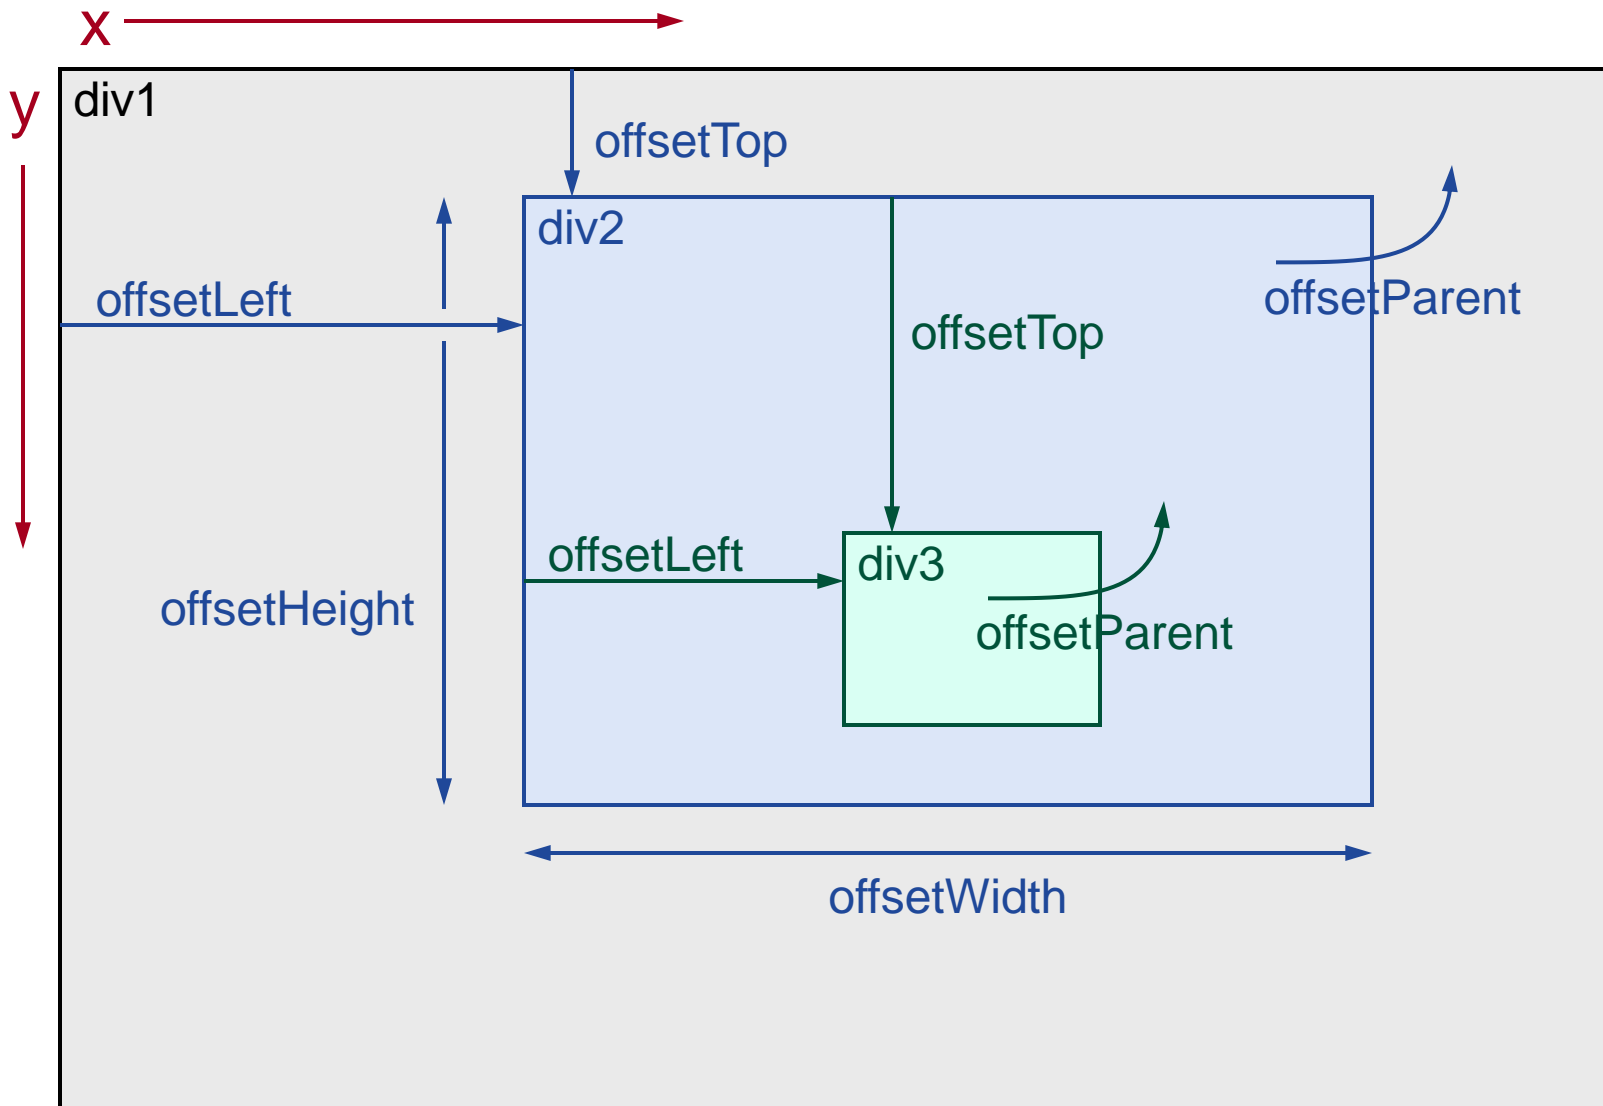 x
y
div1
offsetTop
div2
offsetLeft
offsetParent
offsetTop
offsetLeft
div3
offsetHeight
offsetParent
offsetWidth